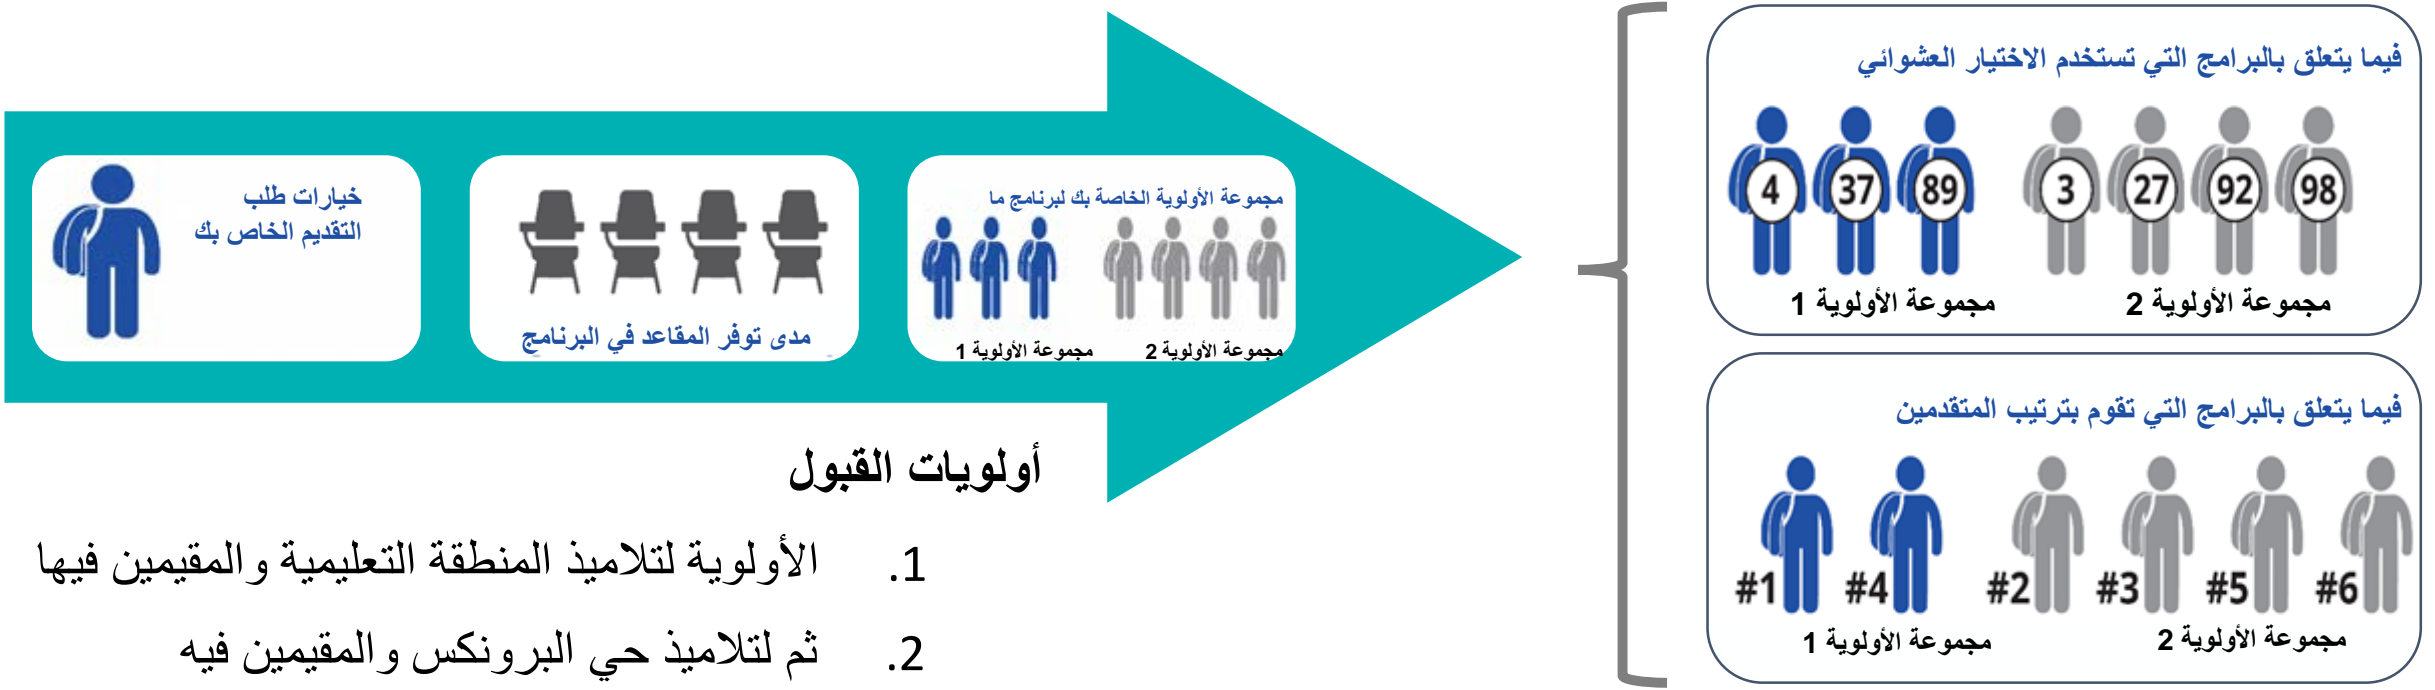 خيارات طلب
التقديم الخاص بك
مدى توفر المقاعد في البرنامج
مجموعة الأولوية الخاصة بك لبرنامج ما
مجموعة الأولوية 1
مجموعة الأولوية 2
أولويات القبول
1. الأولوية لتلاميذ المنطقة التعليمية والمقيمين فيها
2. ثم لتلاميذ حي البرونكس والمقيمين فيه
فيما يتعلق بالبرامج التي تستخدم الاختيار العشوائي
4 37 89 3 27 92 98
مجموعة الأولوية 1
مجموعة الأولوية 2
فيما يتعلق بالبرامج التي تقوم بترتيب المتقدمين
#1 #4 #2 #3 #5 #6
مجموعة الأولوية 1
مجموعة الأولوية 2